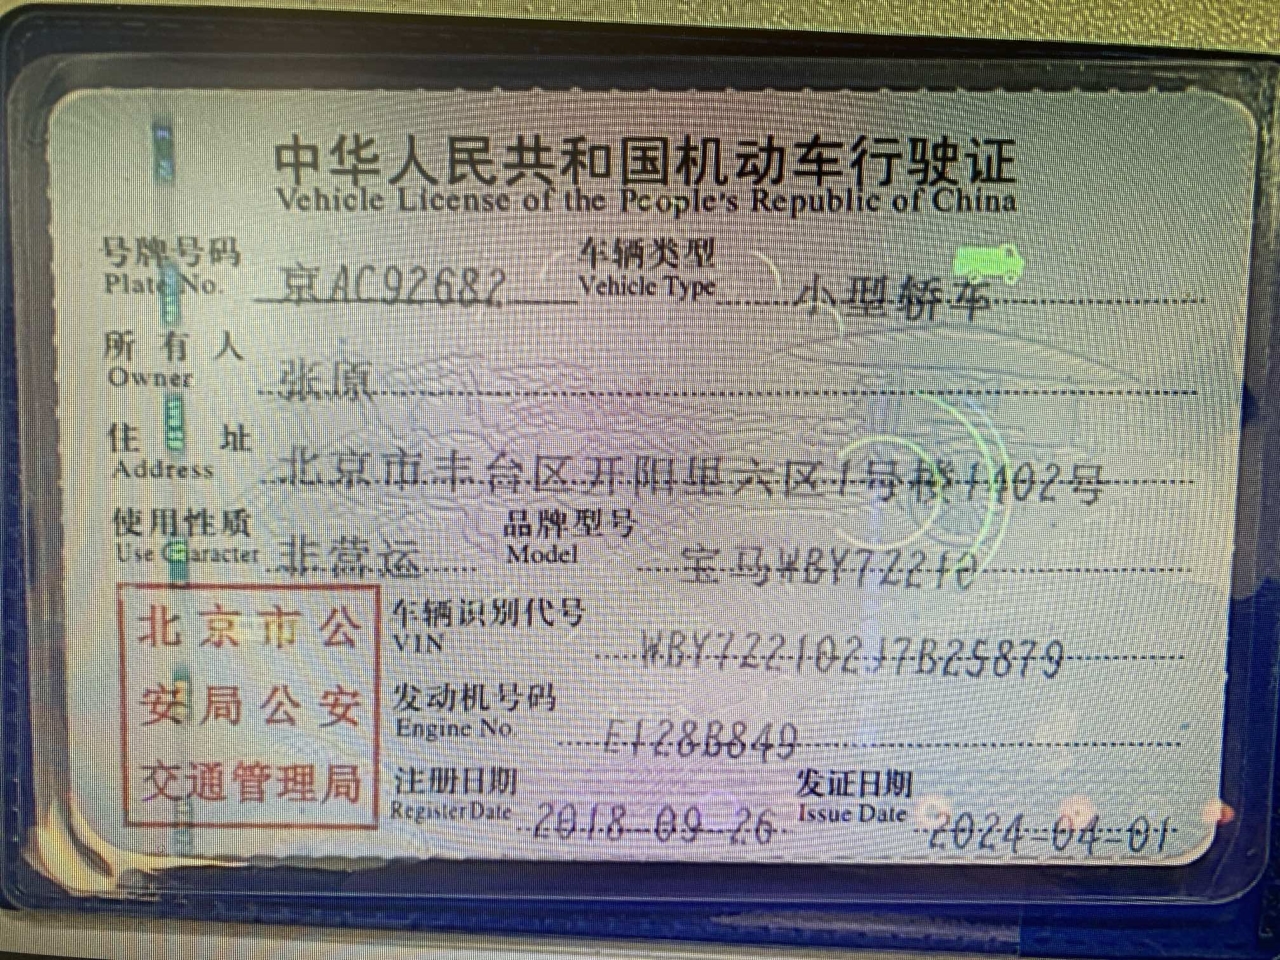 中华人民共和国机动车行驶证
Vehicle License of the People's Republic of China
号牌号码 京AC92682 车辆类型 小型轿车
Plate No. Vehicle Type
所有人 张原
Owner
住址 北京市丰台区开阳里六区1号楼1402号
Address
使用性质 非营运 品牌型号 宝马WBY7221
Use Character Model
北京市公
安局公安
交通管理局
车辆识别代号
VIN
发动机号码 E128B849
Engine No.
注册日期 2018-09-26 发证日期 2024-04-01
Register Date Issue Date